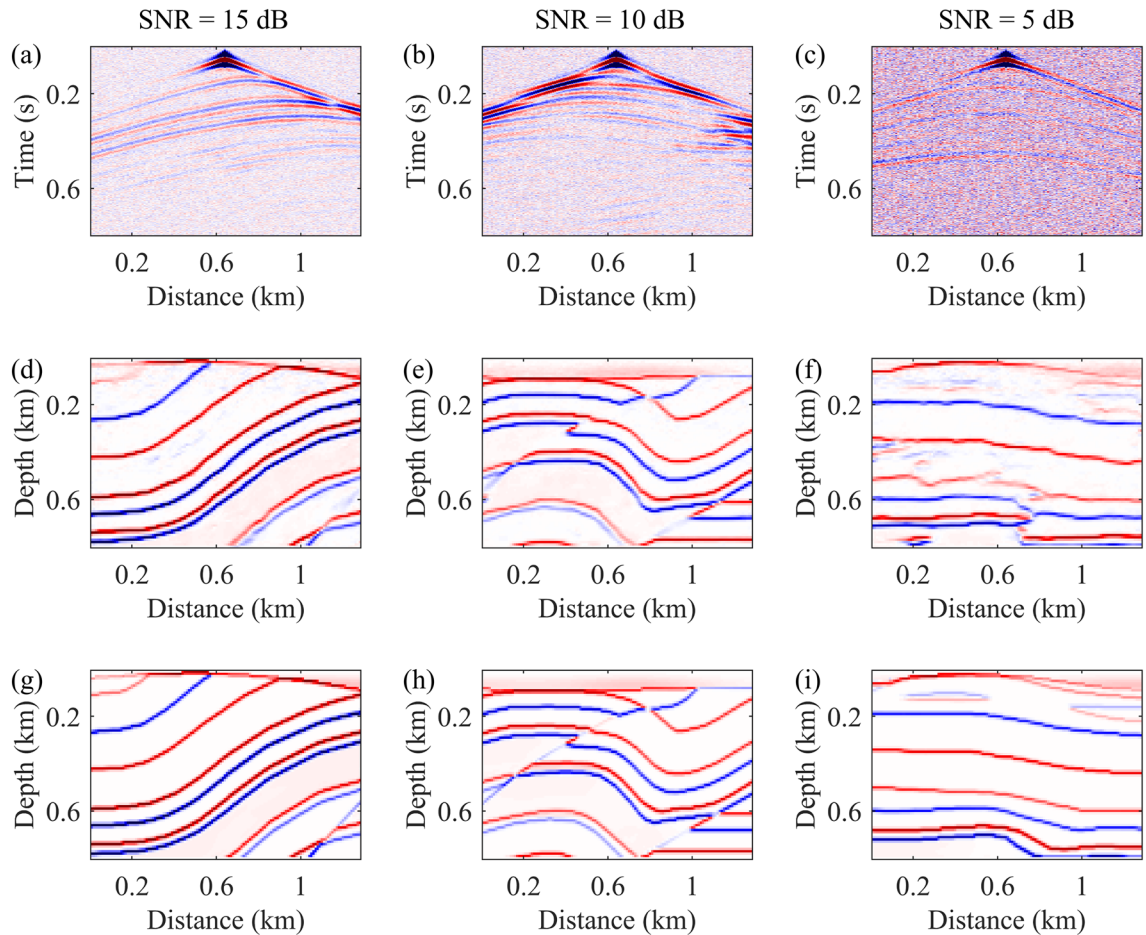 SNR = 15 dB SNR = 10 dB SNR = 5 dB
(a) (b) (c)
Time (s) Time (s) Time (s)
0.2 0.2 0.2
0.6 0.6 0.6
0.2 0.6 1 0.2 0.6 1 0.2 0.6 1
Distance (km) Distance (km) Distance (km)
(d) (e) (f)
Depth (km) Depth (km) Depth (km)
0.2 0.2 0.2
0.6 0.6 0.6
0.2 0.6 1 0.2 0.6 1 0.2 0.6 1
Distance (km) Distance (km) Distance (km)
(g) (h) (i)
Depth (km) Depth (km) Depth (km)
0.2 0.2 0.2
0.6 0.6 0.6
0.2 0.6 1 0.2 0.6 1 0.2 0.6 1
Distance (km) Distance (km) Distance (km)